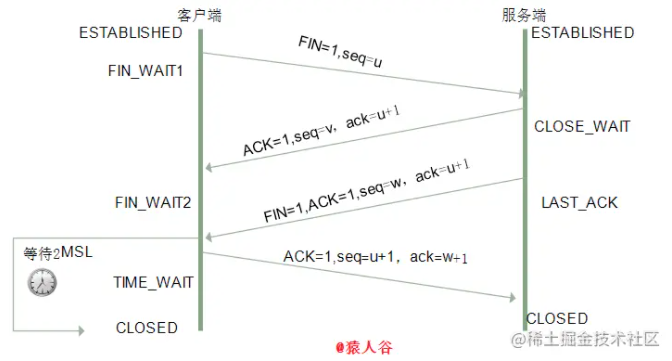 客户端
服务端
ESTABLISHED
ESTABLISHED
FIN=1,seq=u
FIN_WAIT1
ACK=1,seq=v，ack=u+1
CLOSE_WAIT
FIN_WAIT2
FIN=1,ACK=1,seq=w，ack=u+1
LAST_ACK
等待2MSL
ACK=1,seq=u+1，ack=w+1
TIME_WAIT
CLOSED
CLOSED
@猿人谷
@稀土掘金技术社区